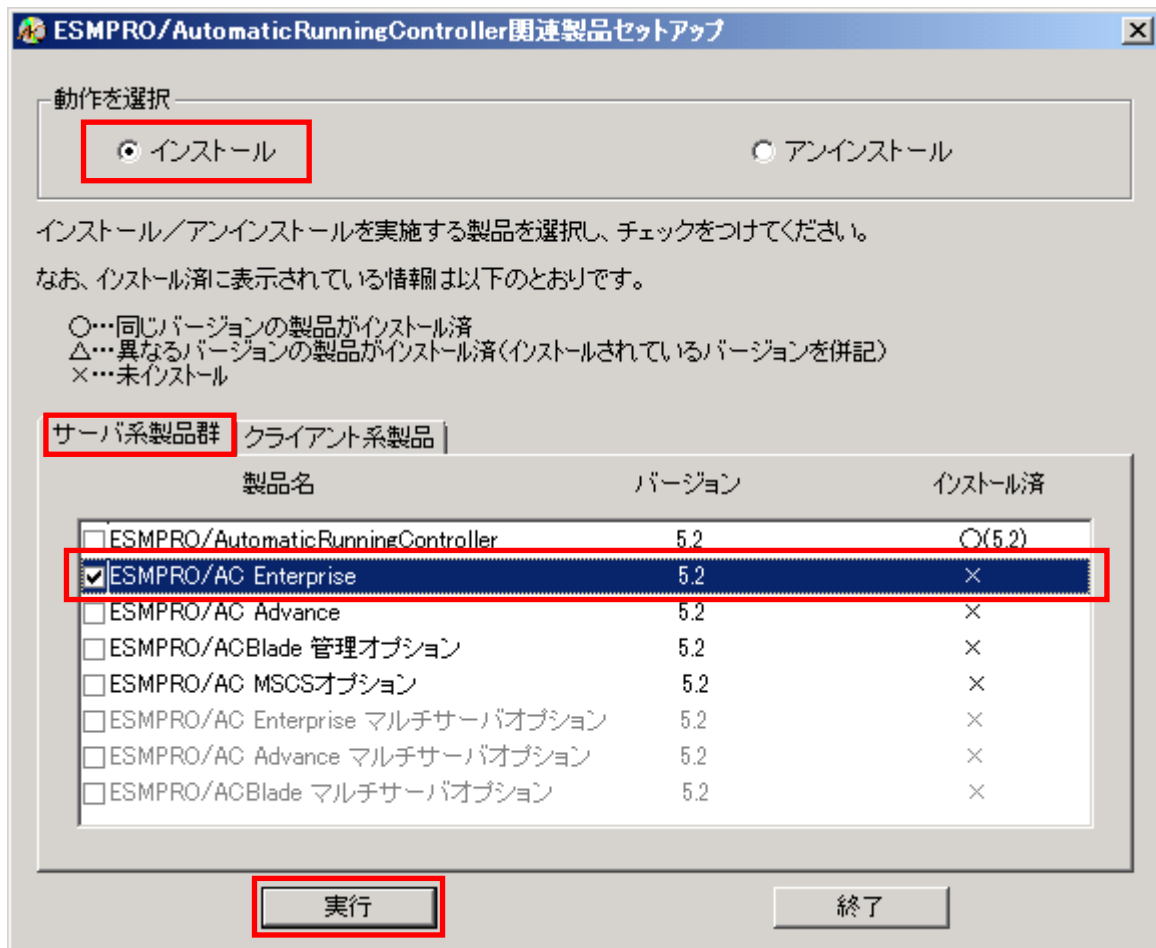 ESMPRO/AutomaticRunningController関連製品セットアップ
動作を選択
インストール アンインストール
インストール／アンインストールを実施する製品を選択し、チェックをつけてください。
なお、インストール済に表示されている情報は以下のとおりです。
○…同じバージョンの製品がインストール済
△…異なるバージョンの製品がインストール済(インストールされているバージョンを併記)
×…未インストール
サーバ系製品群 クライアント系製品
製品名 バージョン インストール済
ESMPRO/AutomaticRunningController 5.2 ○(5.2)
ESMPRO/AC Enterprise 5.2 ×
ESMPRO/AC Advance 5.2 ×
ESMPRO/ACBlade 管理オプション 5.2 ×
ESMPRO/AC MSCSオプション 5.2 ×
ESMPRO/AC Enterprise マルチサーバオプション 5.2 ×
ESMPRO/AC Advance マルチサーバオプション 5.2 ×
ESMPRO/ACBlade マルチサーバオプション 5.2 ×
実行 終了